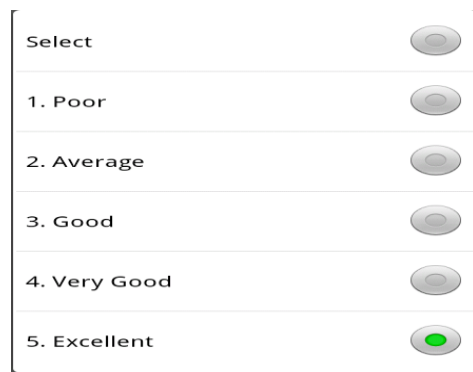 Select
1. Poor
2. Average
3. Good
4. Very Good
5. Excellent